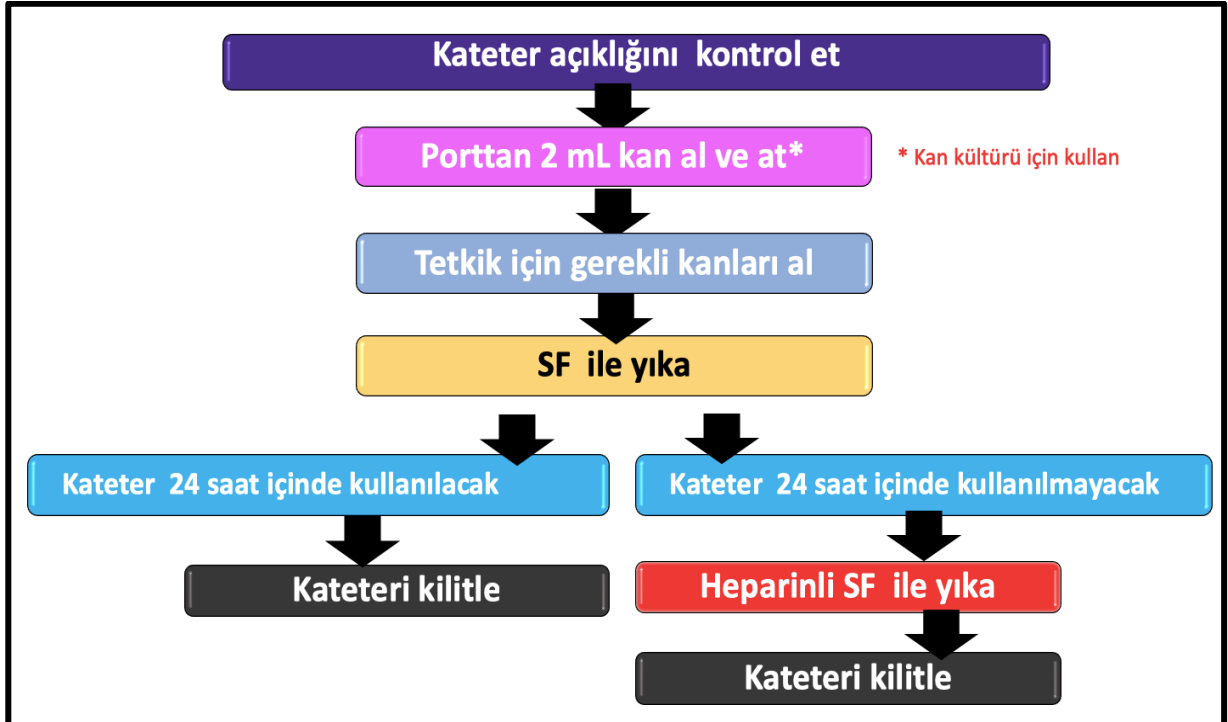 Kateter açıklığını kontrol et
Porttan 2 mL kan al ve at*
* Kan kültürü için kullan
Tetkik için gerekli kanları al
SF ile yıka
Kateter 24 saat içinde kullanılacak
Kateter 24 saat içinde kullanılmayacak
Kateteri kilitle
Heparinli SF ile yıka
Kateteri kilitle